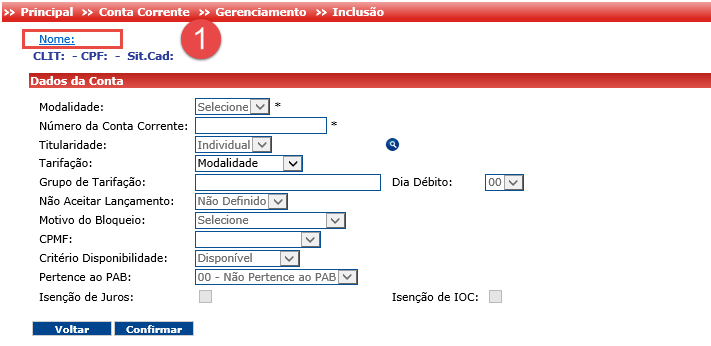 >> Principal >> Conta Corrente >> Gerenciamento >> Inclusão
Nome: 1
CLIT: - CPF: - Sit.Cad:
Dados da Conta
Modalidade: Selecione *
Número da Conta Corrente: *
Titularidade: Individual
Tarifação: Modalidade
Grupo de Tarifação: Dia Débito: 00
Não Aceitar Lançamento: Não Definido
Motivo do Bloqueio: Selecione
CPMF:
Critério Disponibilidade: Disponível
Pertence ao PAB: 00 - Não Pertence ao PAB
Isenção de Juros: Isenção de IOC:
Voltar Confirmar